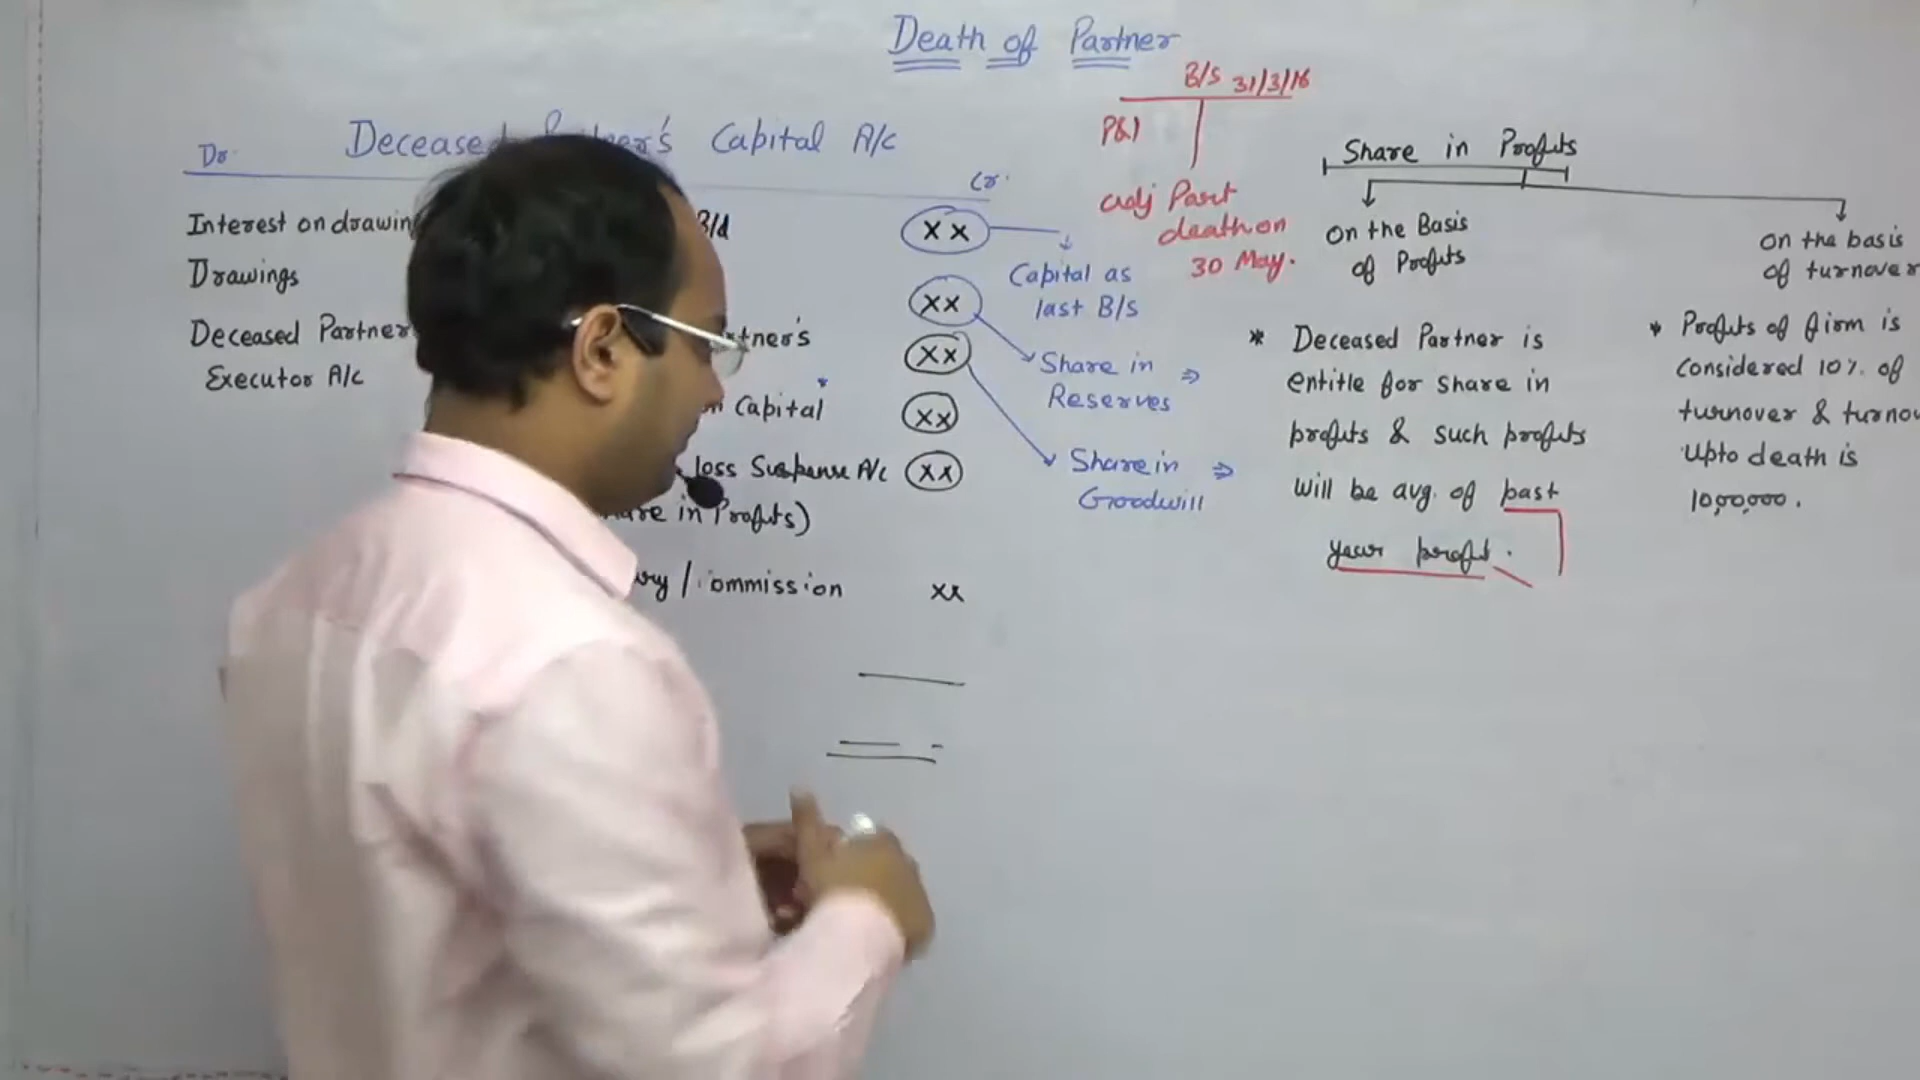 Death of Partner
B/S 31/3/16
P&l
adj Part
death on
30 May.
Deceased Partner's Capital A/c
Dr.
Cr.
Interest on drawing
B/d
x x
Drawings
xx
Deceased Partner
Executor A/c
xx
Capital
xx
loss Suspense A/c
xx
in Profits)
/Commission
xx
Capital as
last B/S
Share in ⇒
Reserves
Share in ⇒
Goodwill
Share in Profits
on the Basis
of Profits
* Deceased Partner is
entitle for share in
profits & such profits
will be avg. of past
year profit.
on the basis
of turnover
* Profits of firm is
considered 10% of
turnover &
upto death is
10,00,000.